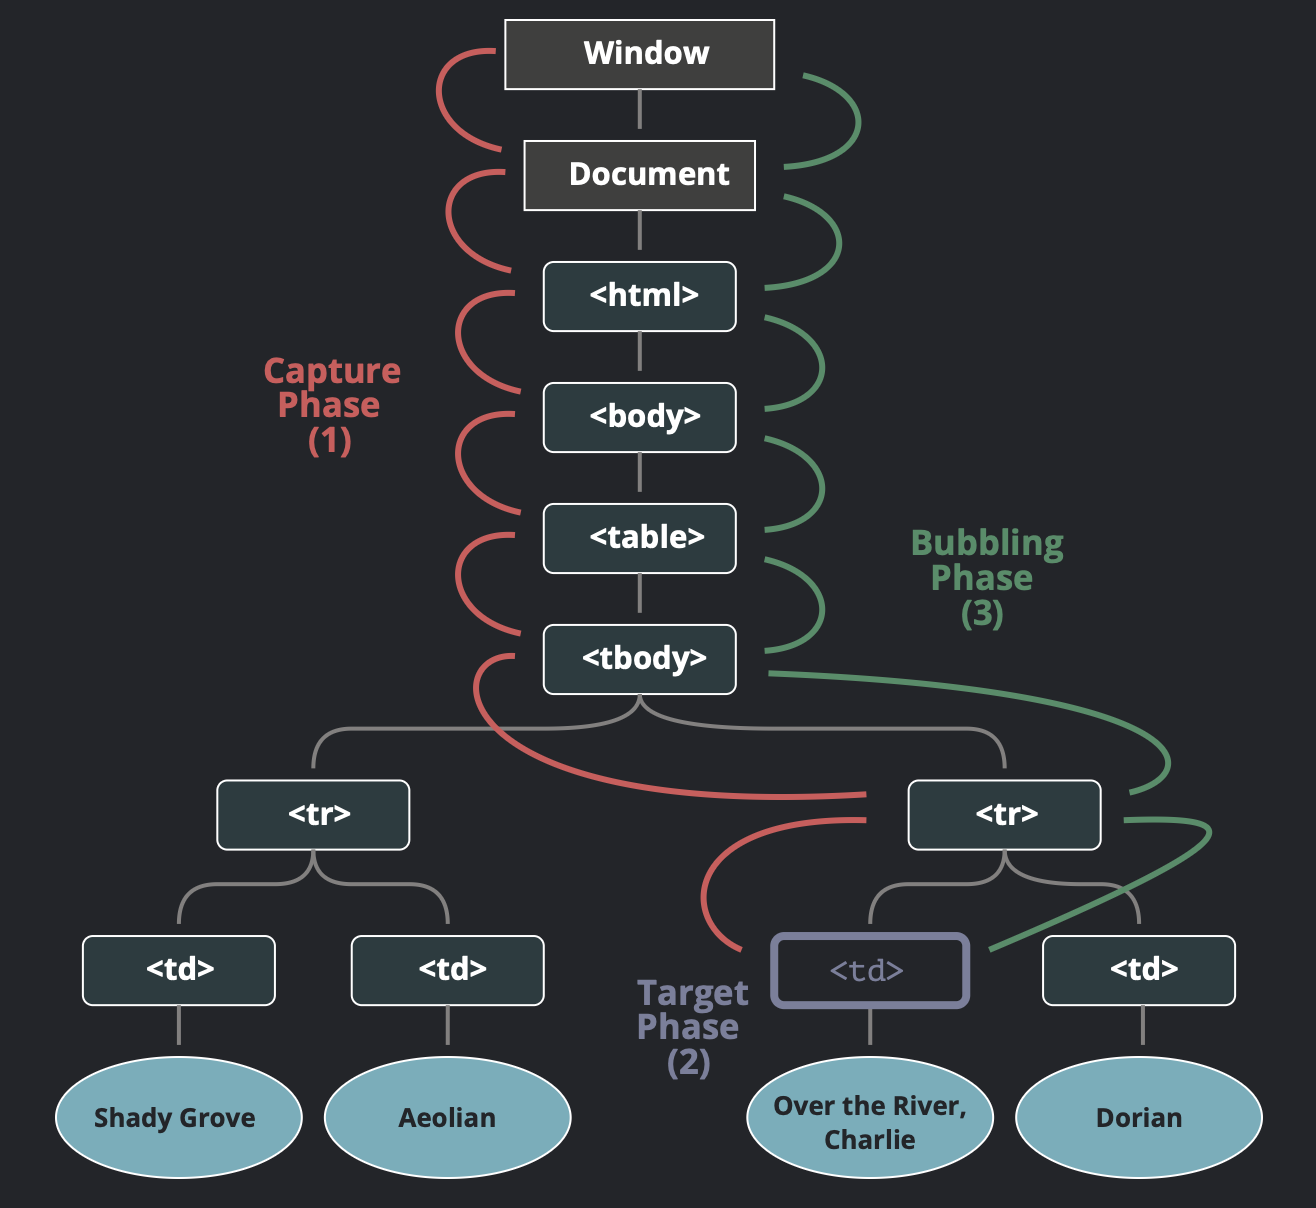 Window
Document
<html>
Capture
Phase
(1)
<body>
<table>
Bubbling
Phase
(3)
<tbody>
<tr>
<tr>
<td>
<td>
<td>
<td>
Target
Phase
(2)
Shady Grove
Aeolian
Over the River,
Charlie
Dorian